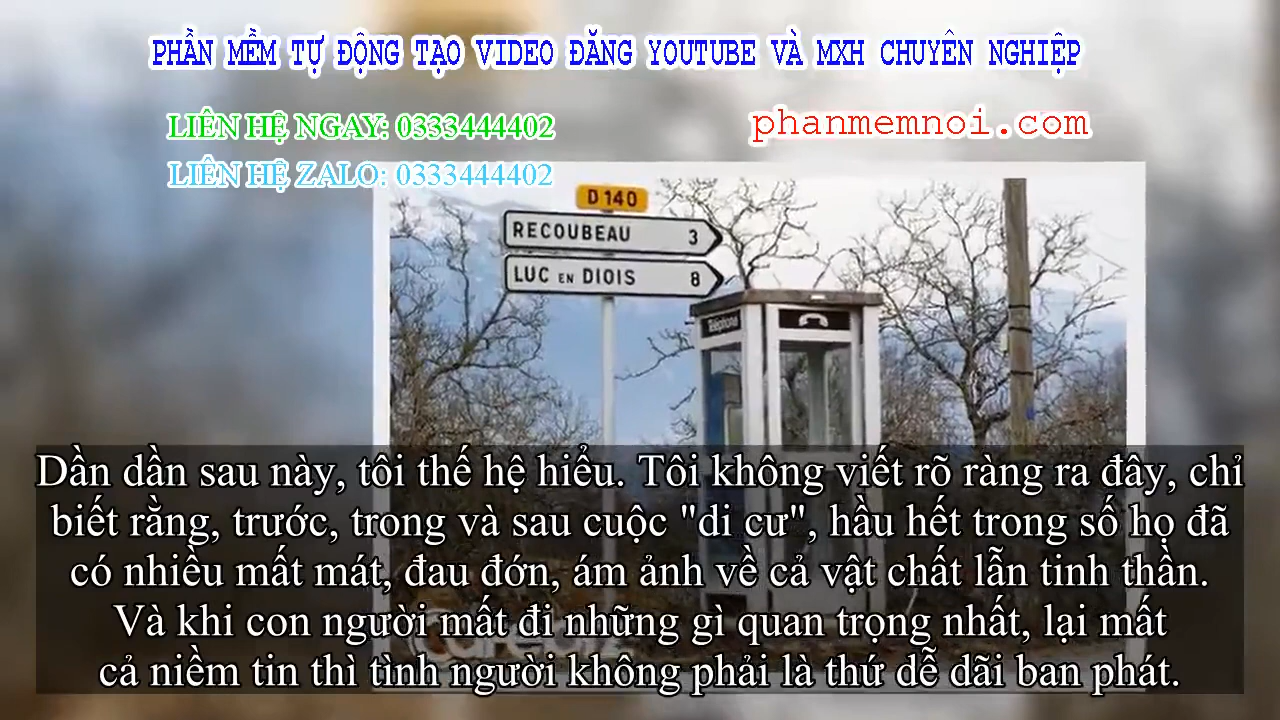 PHẦN MỀM TỰ ĐỘNG TẠO VIDEO ĐĂNG YOUTUBE VÀ MXH CHUYÊN NGHIỆP
LIÊN HỆ NGAY: 0333444402
phanmemnoi.com
LIÊN HỆ ZALO: 0333444402
D 140
RECOUBEAU 3
LUC EN DIOIS 8
Téléphone
Dần dần sau này, tôi thế hệ hiểu. Tôi không viết rõ ràng ra đây, chỉ
biết rằng, trước, trong và sau cuộc "di cư", hầu hết trong số họ đã
có nhiều mất mát, đau đớn, ám ảnh về cả vật chất lẫn tinh thần.
Và khi con người mất đi những gì quan trọng nhất, lại mất
cả niềm tin thì tình người không phải là thứ dễ dãi ban phát.